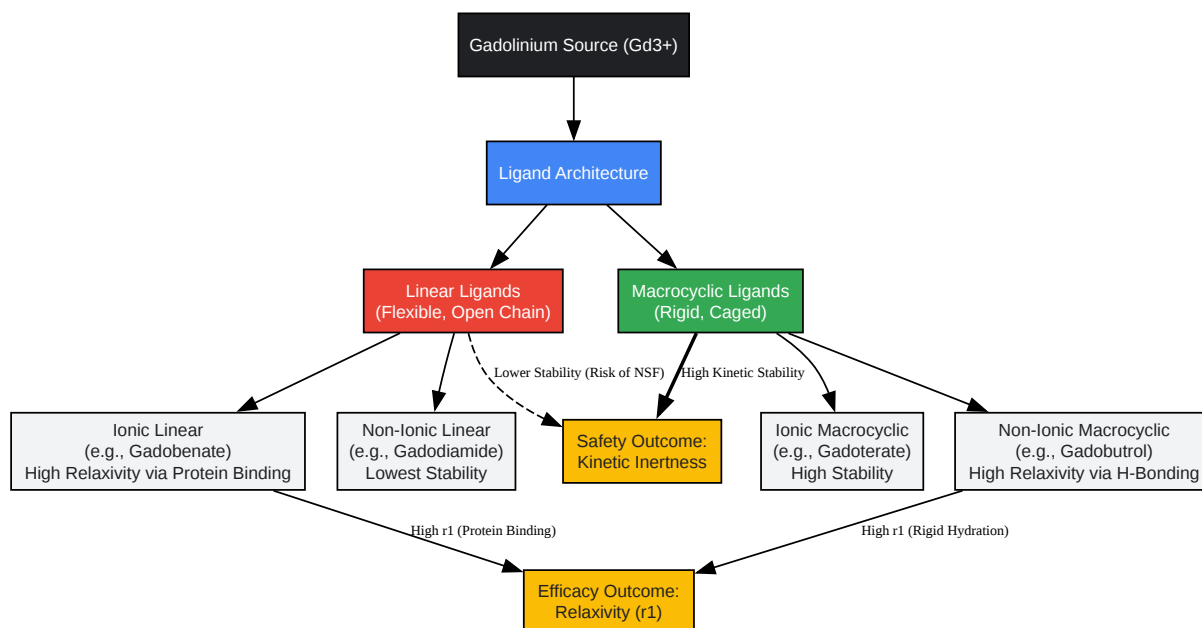 Gadolinium Source (Gd3+)
Ligand Architecture
Linear Ligands
(Flexible, Open Chain)
Macrocyclic Ligands
(Rigid, Caged)
Lower Stability (Risk of NSF)
High Kinetic Stability
Ionic Linear
(e.g., Gadobenate)
High Relaxivity via Protein Binding
Non-Ionic Linear
(e.g., Gadodiamide)
Lowest Stability
Safety Outcome:
Kinetic Inertness
Ionic Macrocyclic
(e.g., Gadoterate)
High Stability
Non-Ionic Macrocyclic
(e.g., Gadobutrol)
High Relaxivity via H-Bonding
High r1 (Protein Binding)
High r1 (Rigid Hydration)
Efficacy Outcome:
Relaxivity (r1)